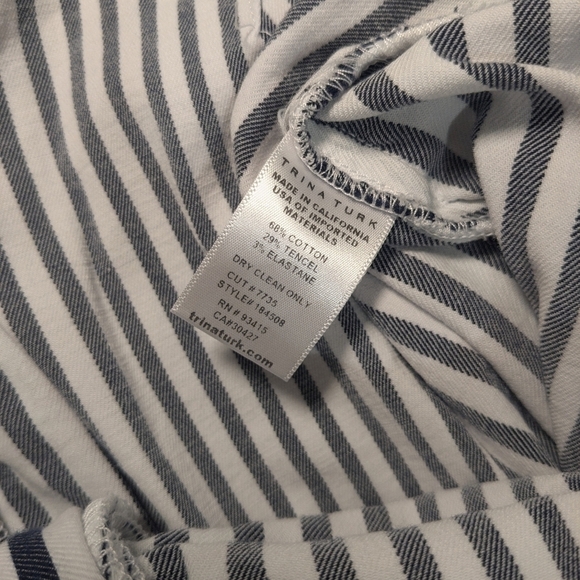 TRINA TURK
MADE IN CALIFORNIA
USA OF IMPORTED
MATERIALS
68% COTTON
29% TENCEL
3% ELASTANE
DRY CLEAN ONLY
CUT # 7735
STYLE# 184508
RN # 93415
CA#30427
trinaturk.com